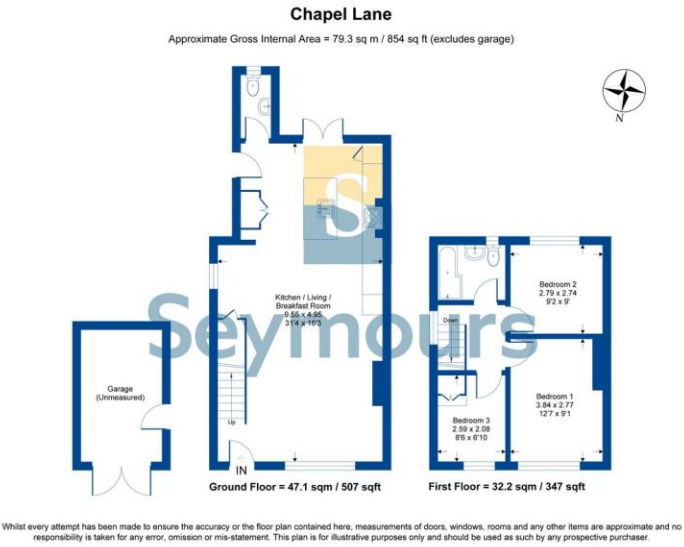 Chapel Lane
Approximate Gross Internal Area = 79.3 sq m / 854 sq ft (excludes garage)
N
S
Seymours
Kitchen / Living /
Breakfast Room
9.55 x 4.95
31'4 x 16'3
Up
IN
Garage
(Unmeasured)
Bedroom 2
2.79 x 2.74
9'2 x 9'
Down
Bedroom 1
3.84 x 2.77
12'7 x 9'1
Bedroom 3
2.59 x 2.08
8'6 x 6'10
Ground Floor = 47.1 sqm / 507 sqft
First Floor = 32.2 sqm / 347 sqft
Whilst every attempt has been made to ensure the accuracy or the floor plan contained here, measurements of doors, windows, rooms and any other items are approximate and no
responsibility is taken for any error, omission or mis-statement. This plan is for illustrative purposes only and should be used as such by any prospective purchaser.